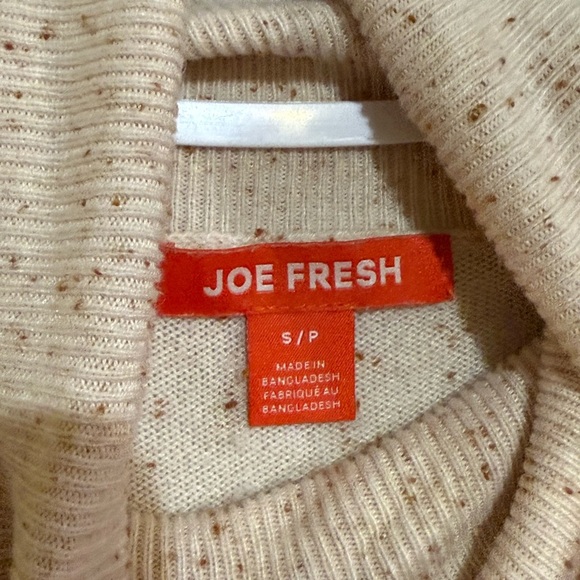 JOE FRESH
S / P
MADE IN
BANGLADESH
FABRIQUÉ AU
BANGLADESH